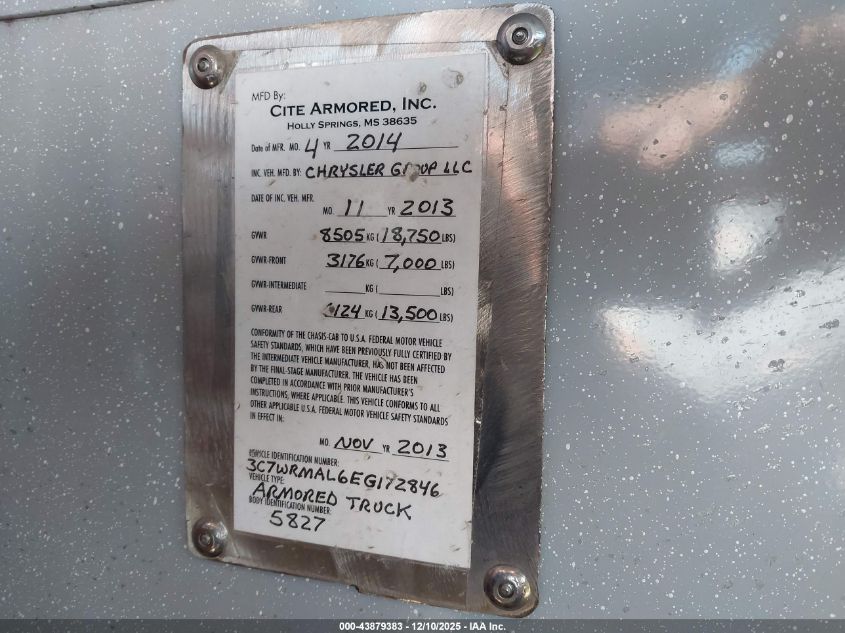 MFD By:
CITE ARMORED, INC.
HOLLY SPRINGS, MS 38635
Date of MFR. MO. 4 YR 2014
INC. VEH. MFD. BY: CHRYSLER GROUP LLC
DATE OF INC. VEH. MFR.
MO. 11 YR 2013
GVWR 8505 KG ( 18,750 LBS)
GVWR-FRONT 3176 KG ( 7,000 LBS)
GVWR-INTERMEDIATE ______ KG ( ______ LBS)
GVWR-REAR 6124 KG ( 13,500 LBS)
CONFORMITY OF THE CHASIS-CAB TO U.S.A. FEDERAL MOTOR VEHICLE
SAFETY STANDARDS, WHICH HAVE BEEN PREVIOUSLY FULLY CERTIFIED BY
THE INTERMEDIATE VEHICLE MANUFACTURER, HAS NOT BEEN AFFECTED
BY THE FINAL-STAGE MANUFACTURER. THE VEHICLE HAS BEEN
COMPLETED IN ACCORDANCE WITH PRIOR MANUFACTURER'S
INSTRUCTIONS, WHERE APPLICABLE. THIS VEHICLE CONFORMS TO ALL
OTHER APPLICABLE U.S.A. FEDERAL MOTOR VEHICLE SAFETY STANDARDS
IN EFFECT IN:
MO. NOV YR 2013
VEHICLE IDENTIFICATION NUMBER:
3C7WRMAL6EG172846
VEHICLE TYPE:
ARMORED TRUCK
BODY IDENTIFICATION NUMBER:
5827
000-43879383 - 12/10/2025 - IAA Inc.